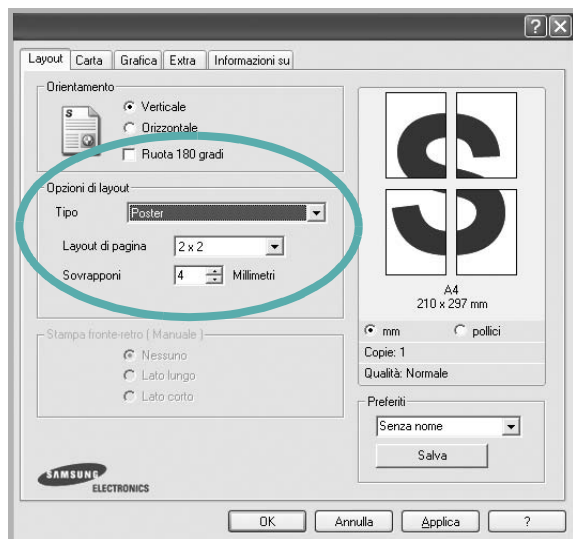 Layout Carta Grafica Extra Informazioni su
Orientamento
S
Verticale
Orizzontale
Ruota 180 gradi
Opzioni di layout
Tipo Poster
Layout di pagina 2 x 2
Sovrapponi 4 Millimetri
Stampa fronte-retro ( Manuale )
Nessuno
Lato lungo
Lato corto
SAMSUNG
ELECTRONICS
S
A4
210 x 297 mm
mm pollici
Copie: 1
Qualità: Normale
Preferiti
Senza nome
Salva
OK Annulla Applica ?